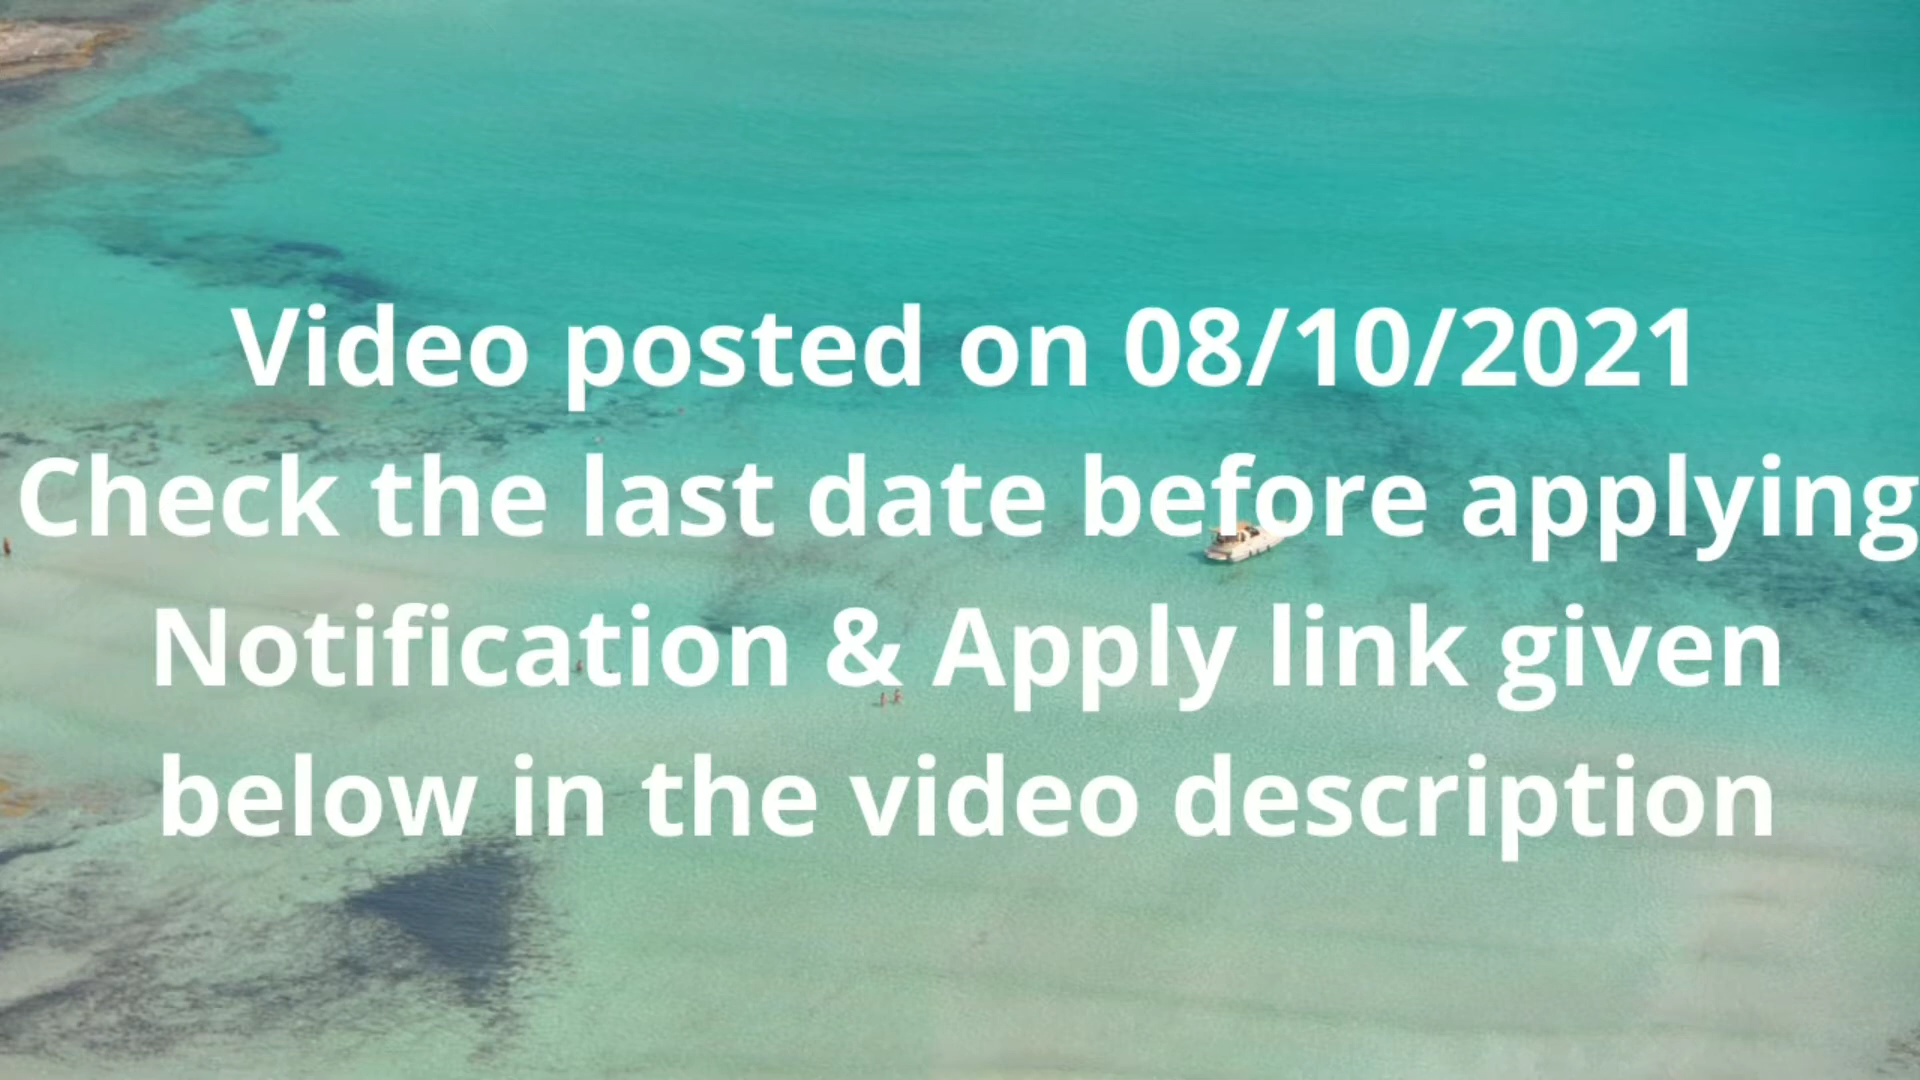 Video posted on 08/10/2021
Check the last date before applying
Notification & Apply link given
below in the video description